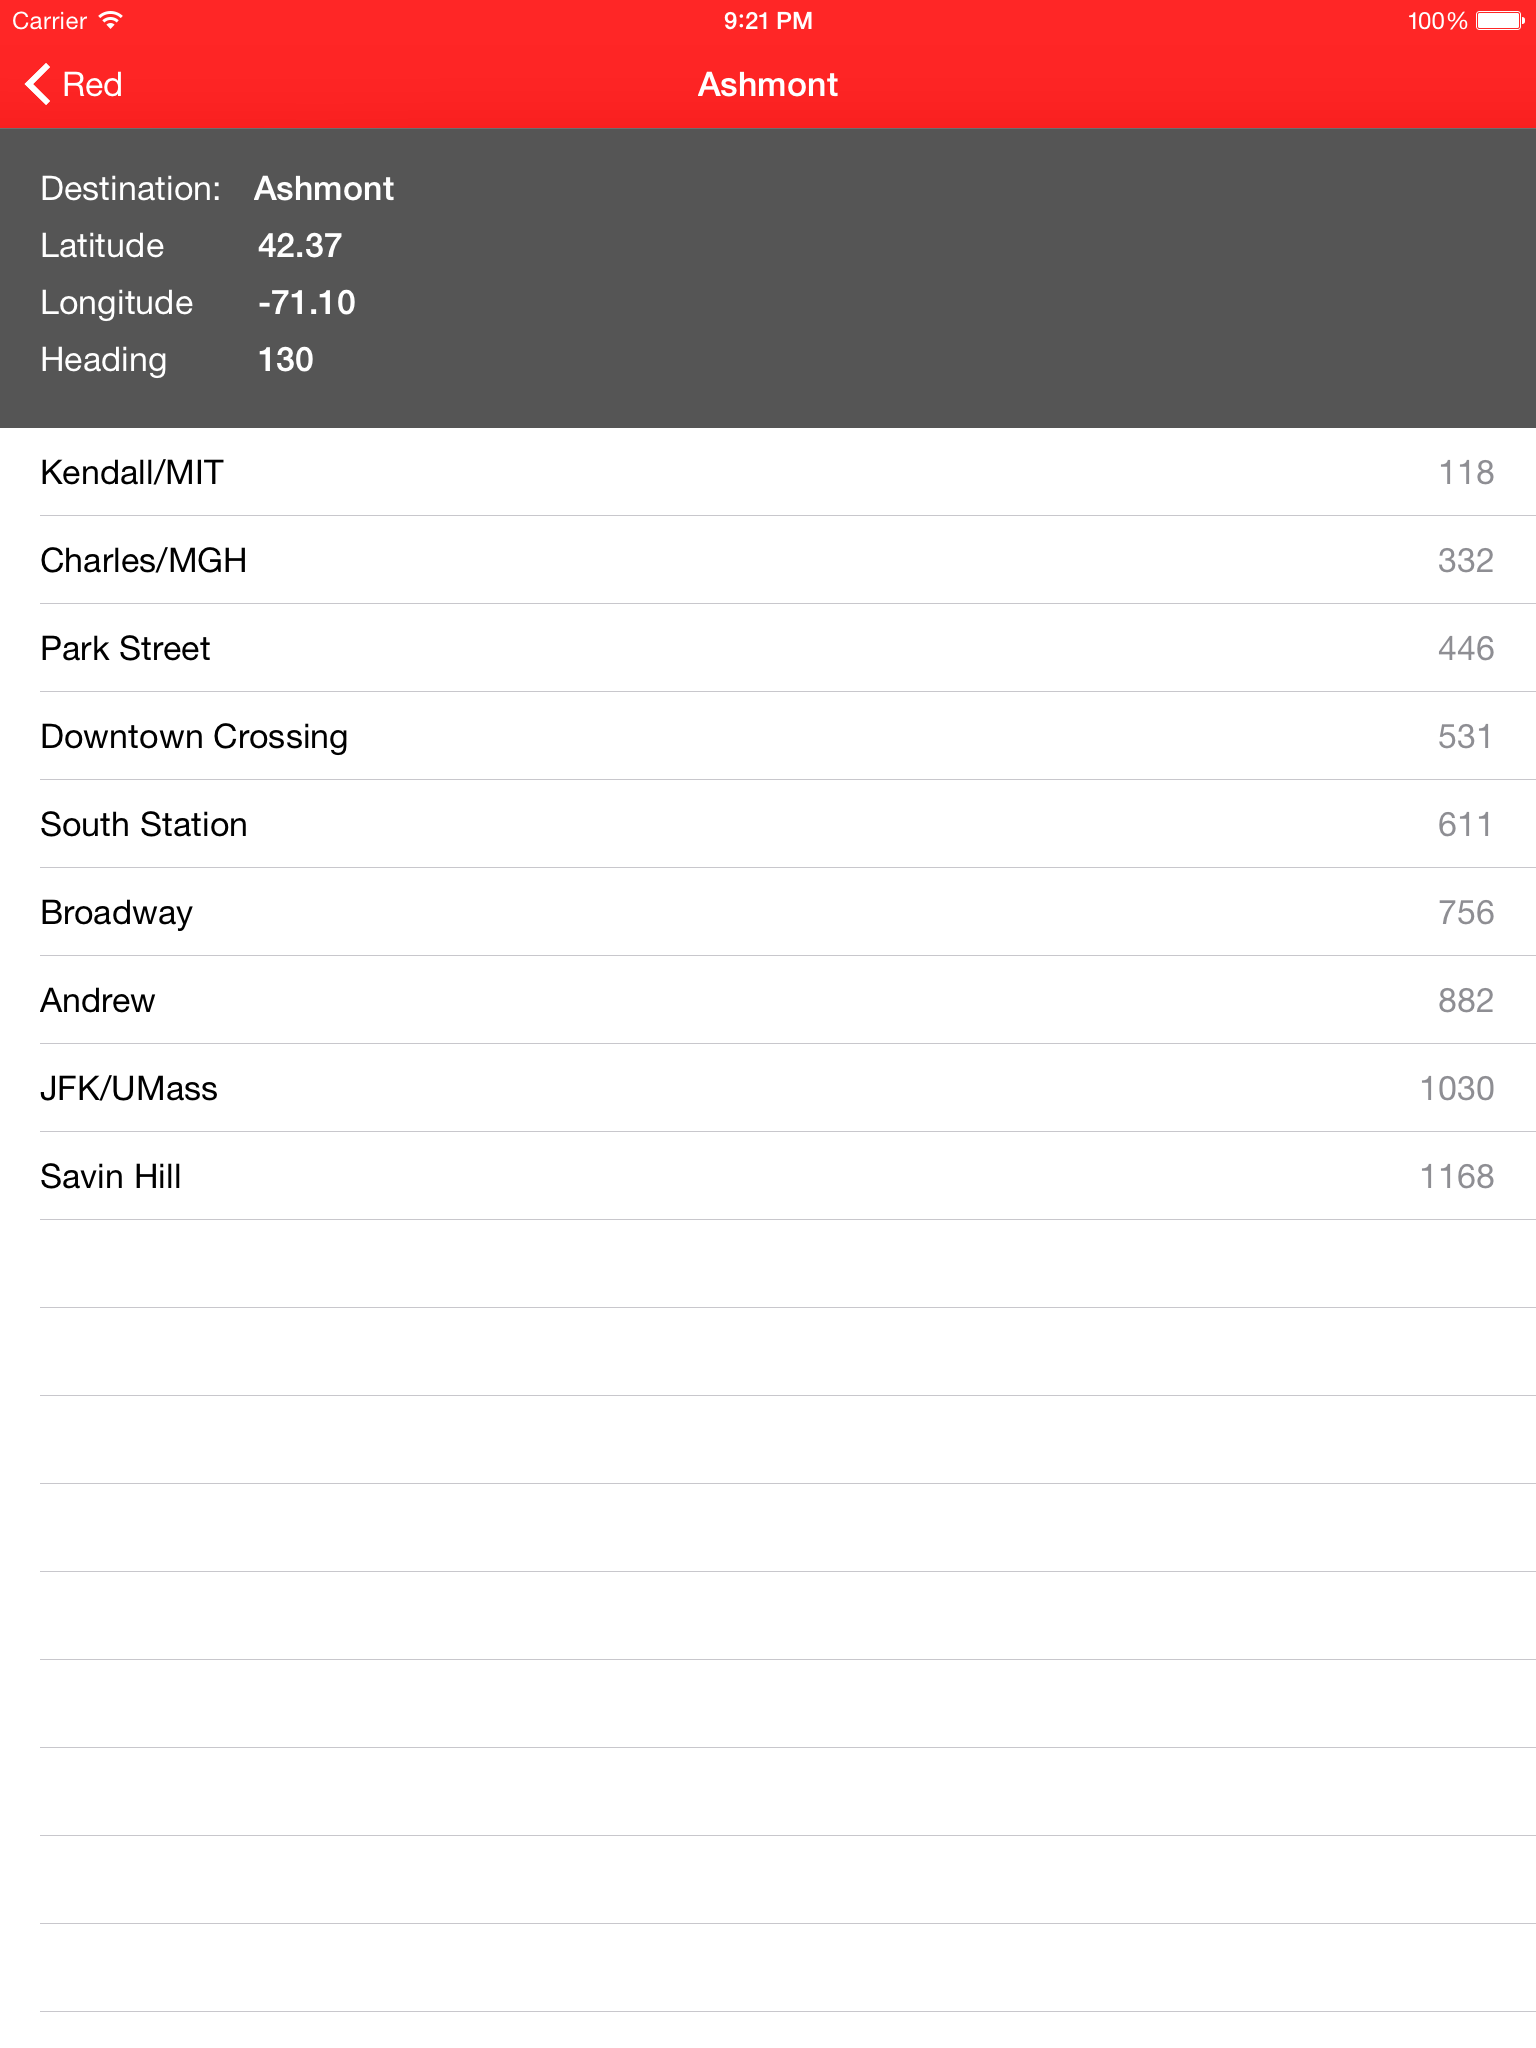 Carrier 9:21 PM 100%
Red Ashmont
Destination: Ashmont
Latitude 42.37
Longitude -71.10
Heading 130
Kendall/MIT 118
Charles/MGH 332
Park Street 446
Downtown Crossing 531
South Station 611
Broadway 756
Andrew 882
JFK/UMass 1030
Savin Hill 1168